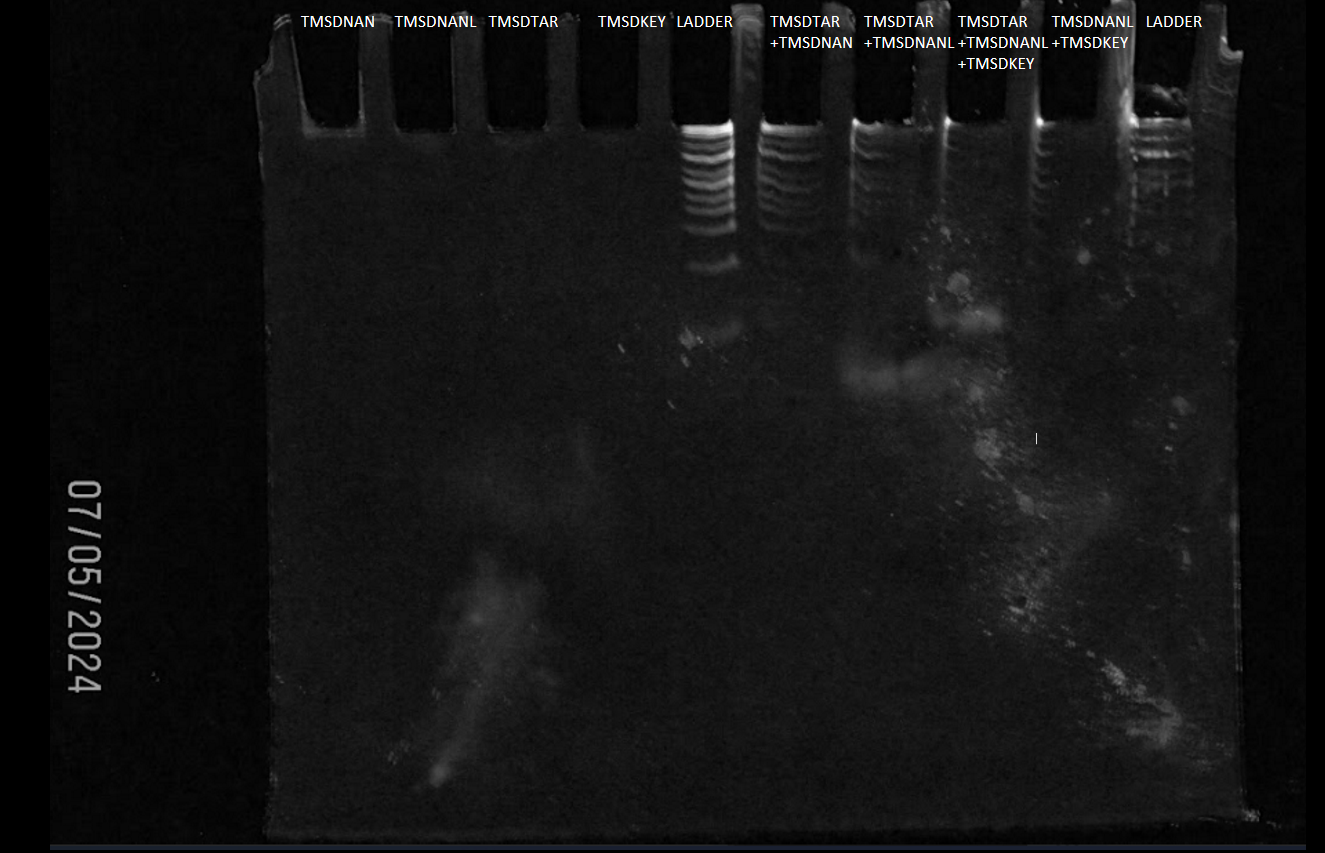 TMSDNAN TMSDNANL TMSDTAR TMSDKEY LADDER TMSDTAR TMSDTAR TMSDTAR TMSDNANL LADDER
+TMSDNAN +TMSDNANL +TMSDNANL +TMSDKEY
+TMSDKEY
07/05/2024